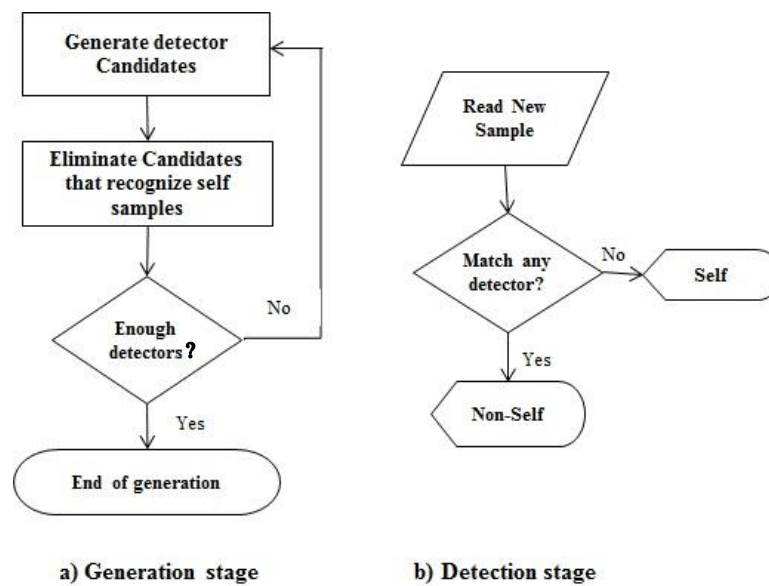 Generate detector
Candidates
Eliminate Candidates
that recognize self
samples
Enough
detectors?
No
Yes
End of generation
a) Generation stage
Read New
Sample
Match any
detector?
No
Self
Yes
Non-Self
b) Detection stage